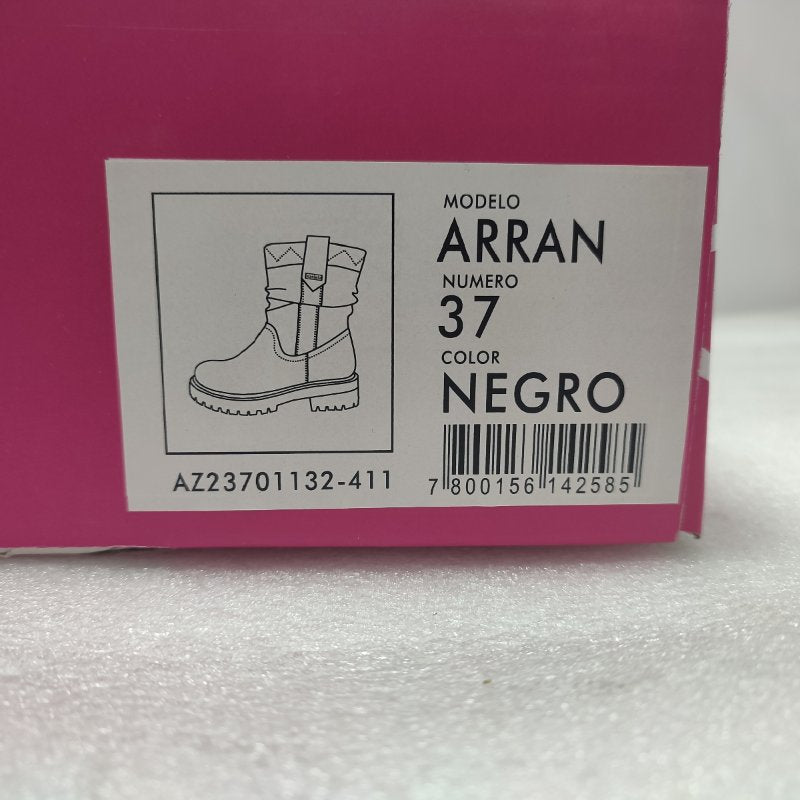 MODELO
ARRAN
NUMERO
37
COLOR
NEGRO
AZ23701132-411
7 800156 142585